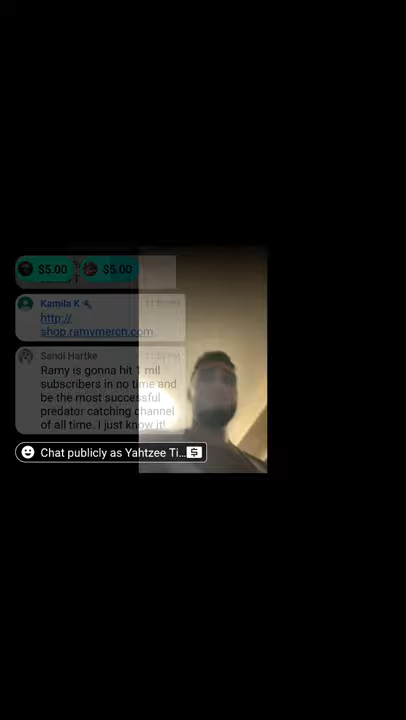 $5.00 $5.00
Kamila K
http://
shop.ramymerch.com
Sandi Hartke
Ramy is gonna hit 1 mil
subscribers in no time and
be the most successful
predator catching channel
of all time. I just know it!
Chat publicly as Yahtzee Ti...